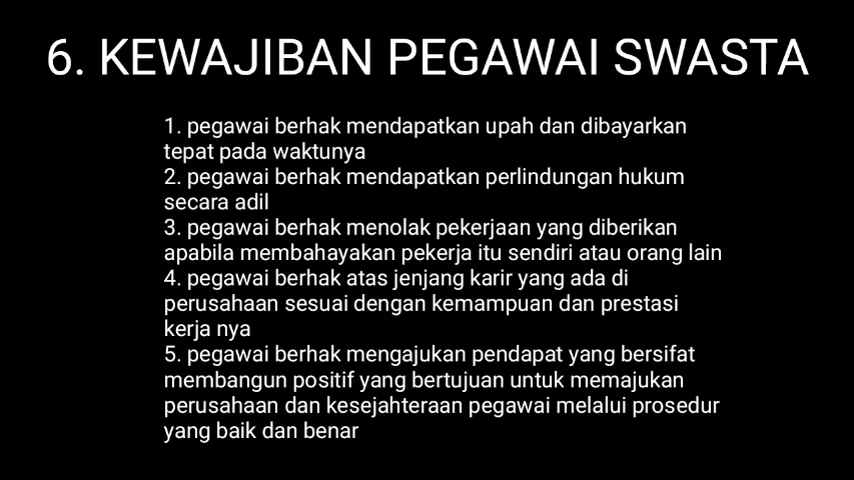 6. KEWAJIBAN PEGAWAI SWASTA
1. pegawai berhak mendapatkan upah dan dibayarkan
tepat pada waktunya
2. pegawai berhak mendapatkan perlindungan hukum
secara adil
3. pegawai berhak menolak pekerjaan yang diberikan
apabila membahayakan pekerja itu sendiri atau orang lain
4. pegawai berhak atas jenjang karir yang ada di
perusahaan sesuai dengan kemampuan dan prestasi
kerja nya
5. pegawai berhak mengajukan pendapat yang bersifat
membangun positif yang bertujuan untuk memajukan
perusahaan dan kesejahteraan pegawai melalui prosedur
yang baik dan benar